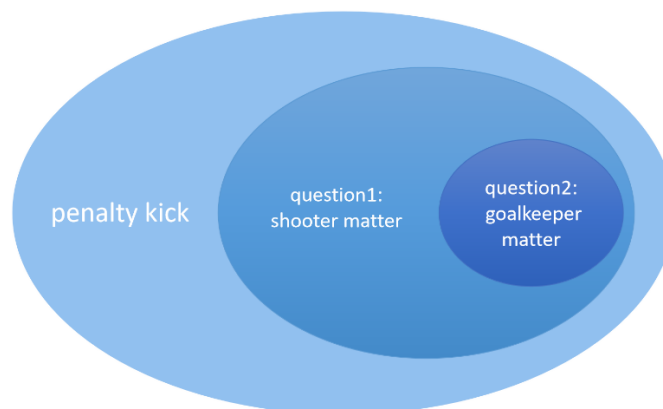 penalty kick
question1:
shooter matter
question2:
goalkeeper
matter